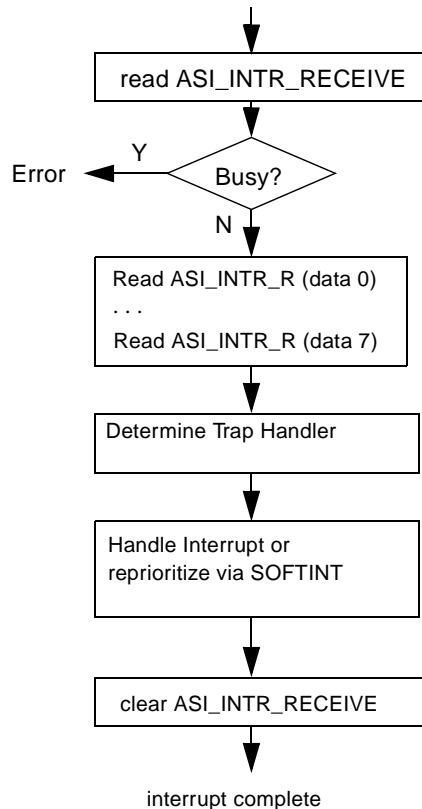 read ASI_INTR_RECEIVE
Y
Error
Busy?
N
Read ASI_INTR_R (data 0)
. . .
Read ASI_INTR_R (data 7)
Determine Trap Handler
Handle Interrupt or
reprioritize via SOFTINT
clear ASI_INTR_RECEIVE
interrupt complete